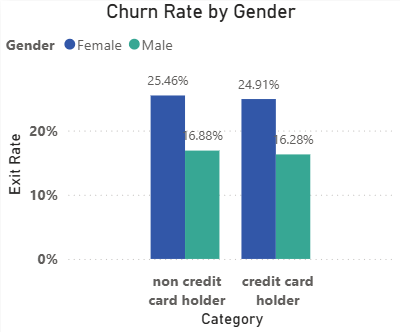 Churn Rate by Gender
Gender Female Male
Exit Rate
20%
10%
0%
25.46%
16.88%
24.91%
16.28%
non credit
card holder
credit card
holder
Category